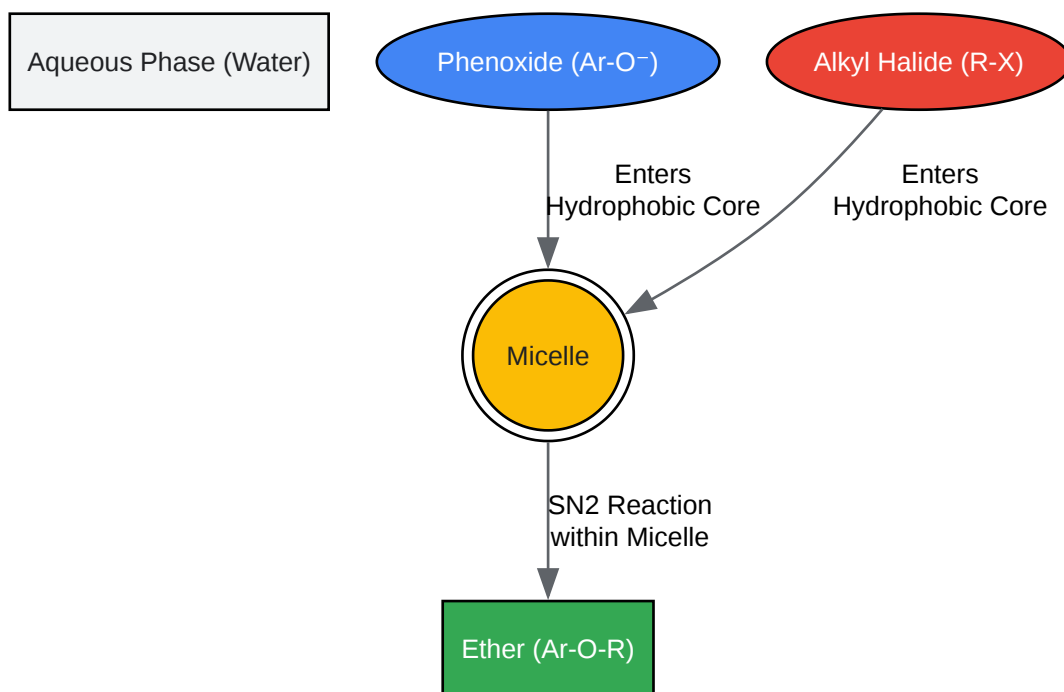 Aqueous Phase (Water)
Phenoxide (Ar-O⁻)
Alkyl Halide (R-X)
Enters
Hydrophobic Core
Enters
Hydrophobic Core
Micelle
SN2 Reaction
within Micelle
Ether (Ar-O-R)